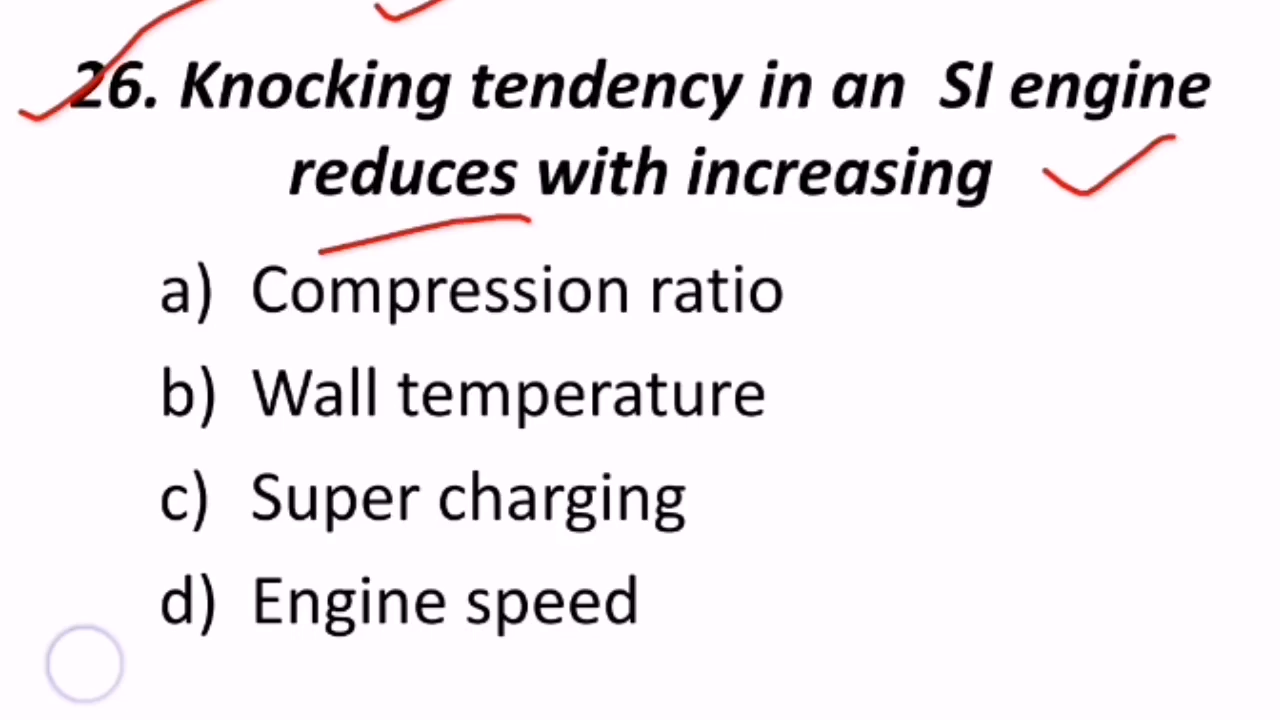 26. Knocking tendency in an SI engine
reduces with increasing
a) Compression ratio
b) Wall temperature
c) Super charging
d) Engine speed